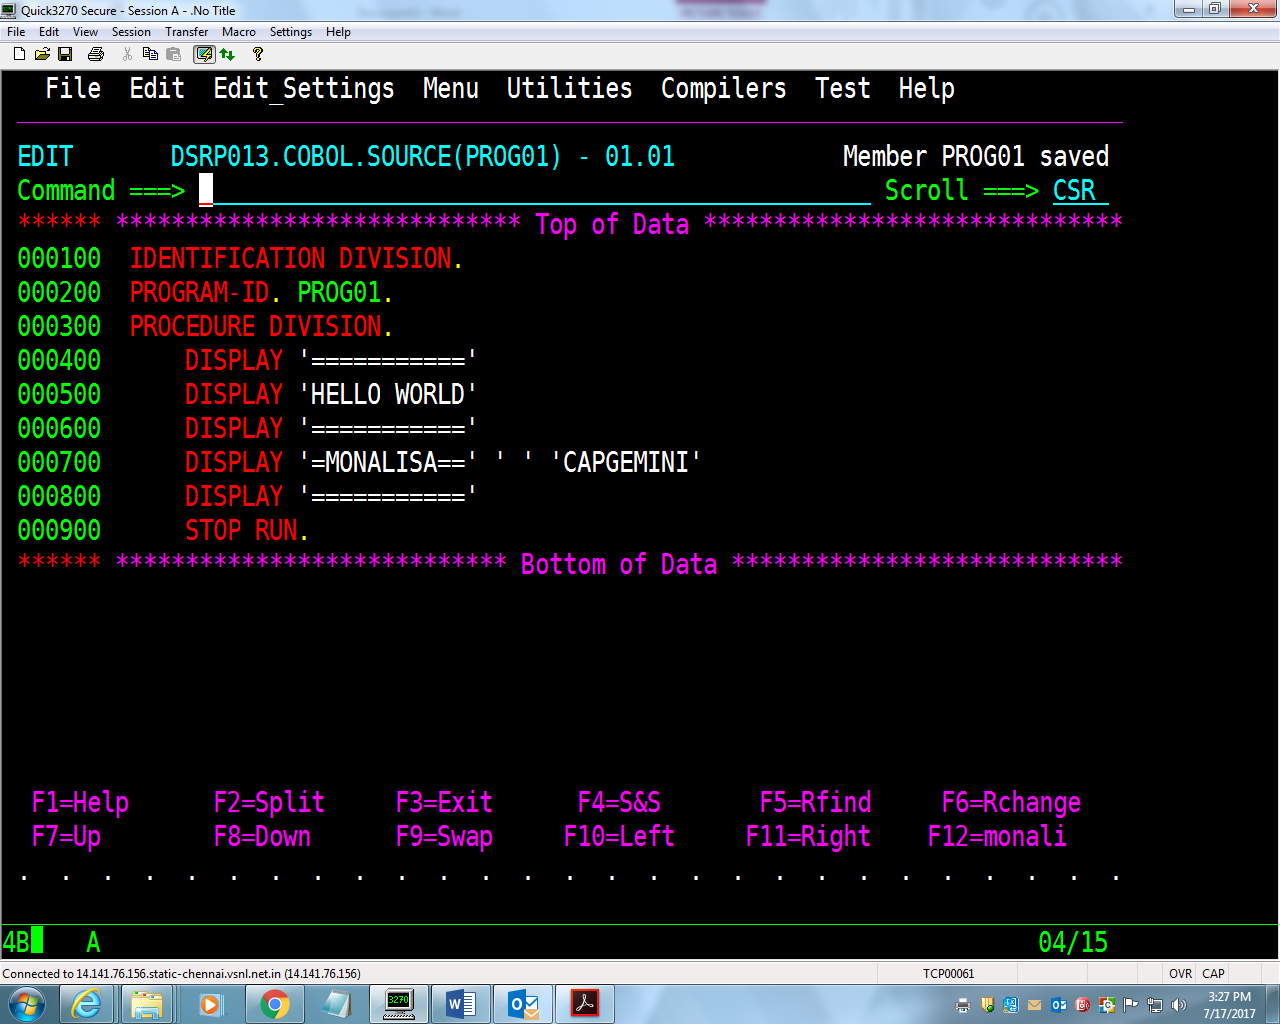 Quick3270 Secure - Session A - .No Title
File Edit View Session Transfer Macro Settings Help
File Edit Edit_Settings Menu Utilities Compilers Test Help
EDIT DSRP013.COBOL.SOURCE(PROG01) - 01.01 Member PROG01 saved
Command ===> Scroll ===> CSR
****** ***************************** Top of Data ******************************
000100 IDENTIFICATION DIVISION.
000200 PROGRAM-ID. PROG01.
000300 PROCEDURE DIVISION.
000400 DISPLAY '==========='
000500 DISPLAY 'HELLO WORLD'
000600 DISPLAY '==========='
000700 DISPLAY '=MONALISA==' ' ' 'CAPGEMINI'
000800 DISPLAY '==========='
000900 STOP RUN.
****** **************************** Bottom of Data ****************************
F1=Help F2=Split F3=Exit F4=S&S F5=Rfind F6=Rchange
F7=Up F8=Down F9=Swap F10=Left F11=Right F12=monali
. . . . . . . . . . . . . . . . . . . . . . . . . . .
4B A 04/15
Connected to 14.141.76.156.static-chennai.vsnl.net.in (14.141.76.156) TCP00061 OVR CAP
3270
3:27 PM
7/17/2017